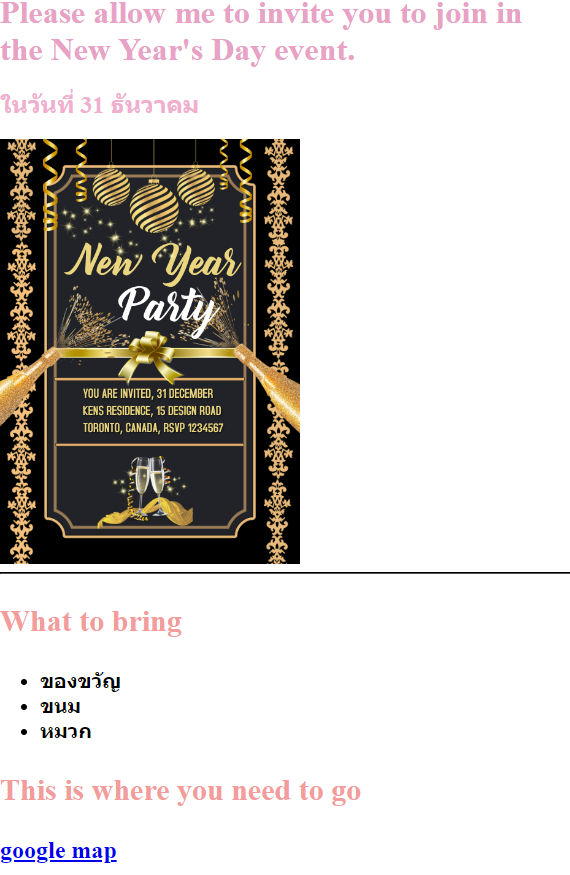 Please allow me to invite you to join in
the New Year's Day event.
ในวันที่ 31 ธันวาคม
New Year
Party
YOU ARE INVITED, 31 DECEMBER
KENS RESIDENCE, 15 DESIGN ROAD
TORONTO, CANADA, RSVP 1234567
What to bring
ของขวัญ
ขนม
หมวก
This is where you need to go
google map